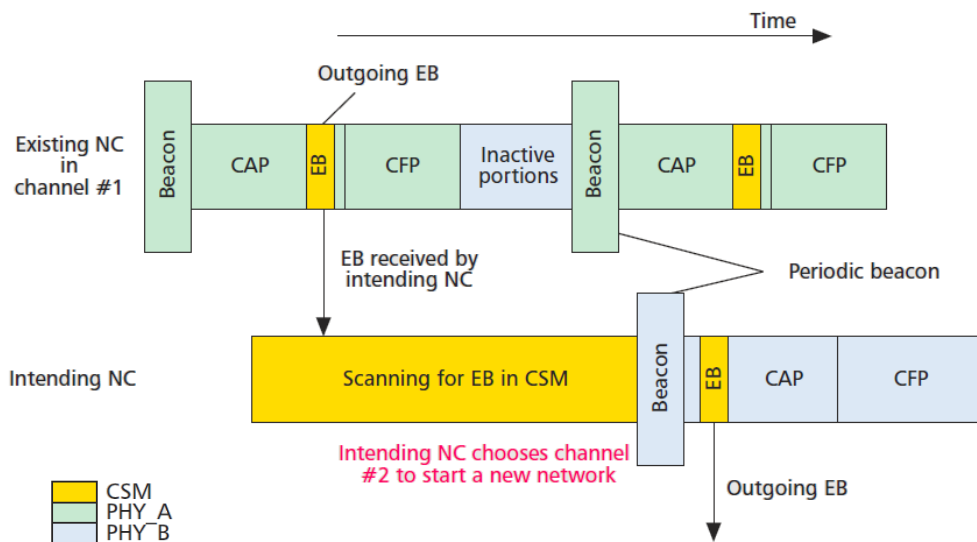 Time
Outgoing EB
Existing NC
in
channel #1
Beacon
CAP
EB
CFP
Inactive
portions
Beacon
CAP
EB
CFP
EB received by
intending NC
Periodic beacon
Intending NC
Scanning for EB in CSM
Beacon
EB
CAP
CFP
Intending NC chooses channel
#2 to start a new network
Outgoing EB
CSM
PHY_A
PHY_B